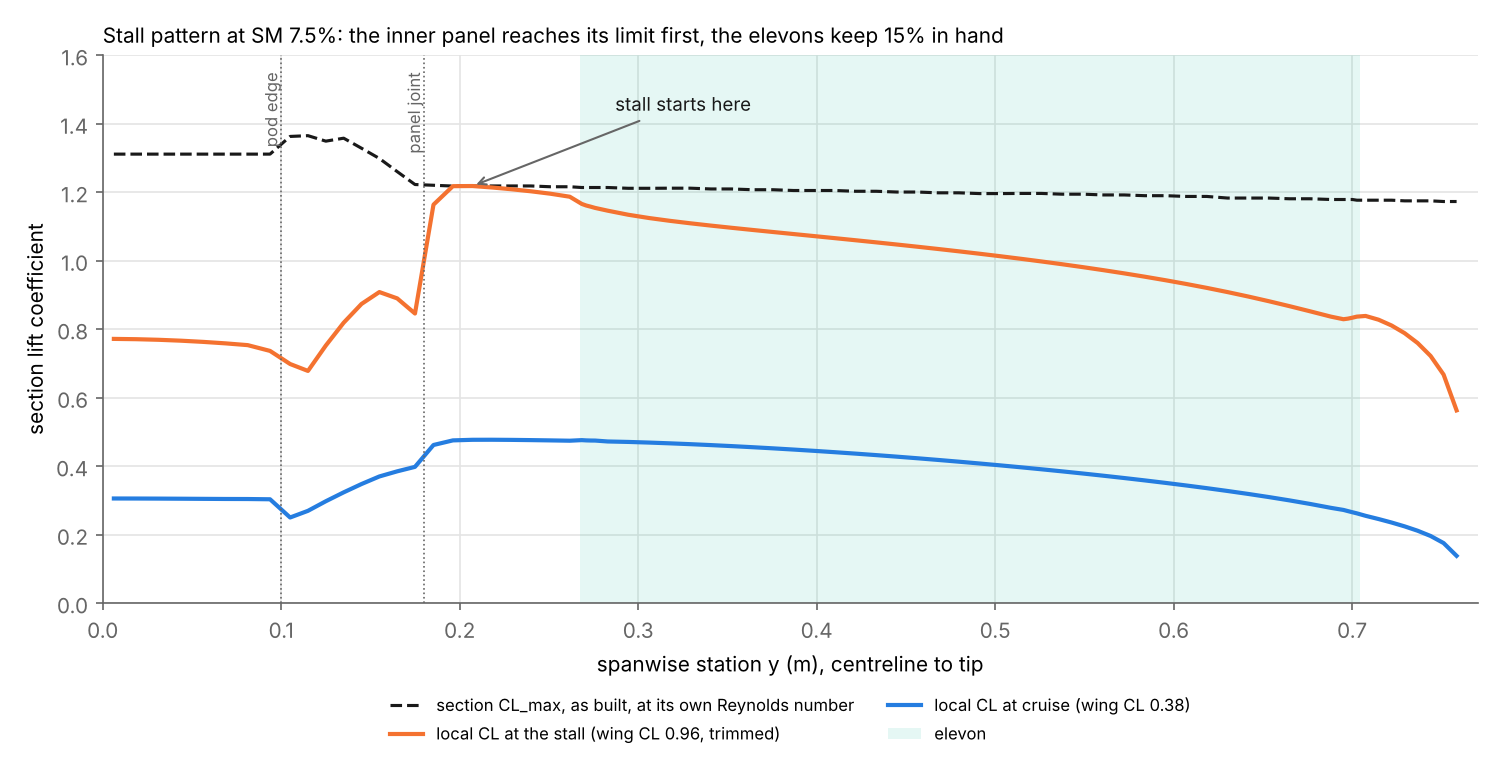 Stall pattern at SM 7.5%: the inner panel reaches its limit first, the elevons keep 15% in hand
section lift coefficient
1.6
1.4
1.2
1.0
0.8
0.6
0.4
0.2
0.0
pod edge
panel joint
stall starts here
0.0 0.1 0.2 0.3 0.4 0.5 0.6 0.7
spanwise station y (m), centreline to tip
section CL_max, as built, at its own Reynolds number
local CL at the stall (wing CL 0.96, trimmed)
local CL at cruise (wing CL 0.38)
elevon